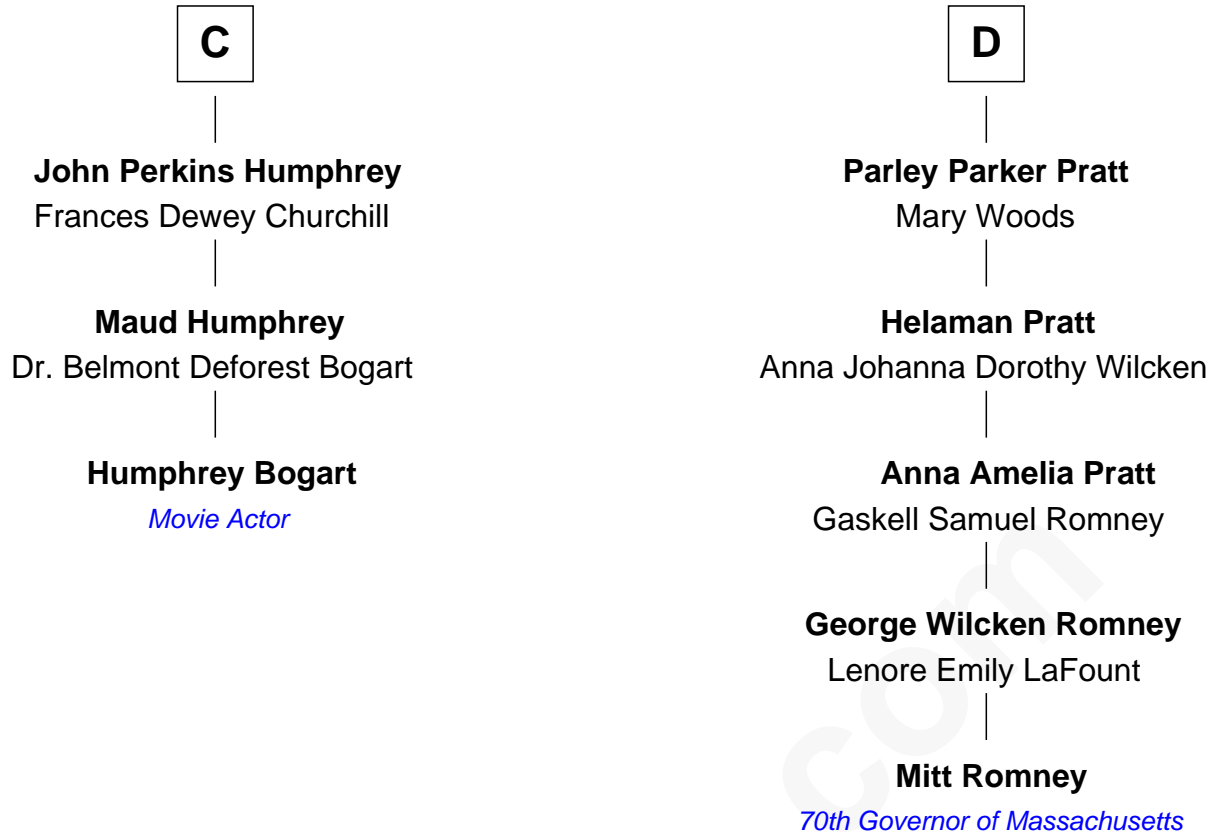 C
John Perkins Humphrey
Frances Dewey Churchill
Maud Humphrey
Dr. Belmont Deforest Bogart
Humphrey Bogart
Movie Actor
D
Parley Parker Pratt
Mary Woods
Helaman Pratt
Anna Johanna Dorothy Wilcken
Anna Amelia Pratt
Gaskell Samuel Romney
George Wilcken Romney
Lenore Emily LaFount
Mitt Romney
70th Governor of Massachusetts
com